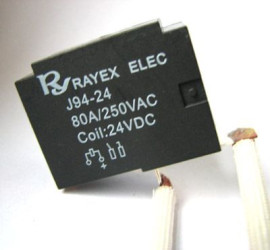 RAYEX ELEC
J94-24
80A/250VAC
Coil:24VDC